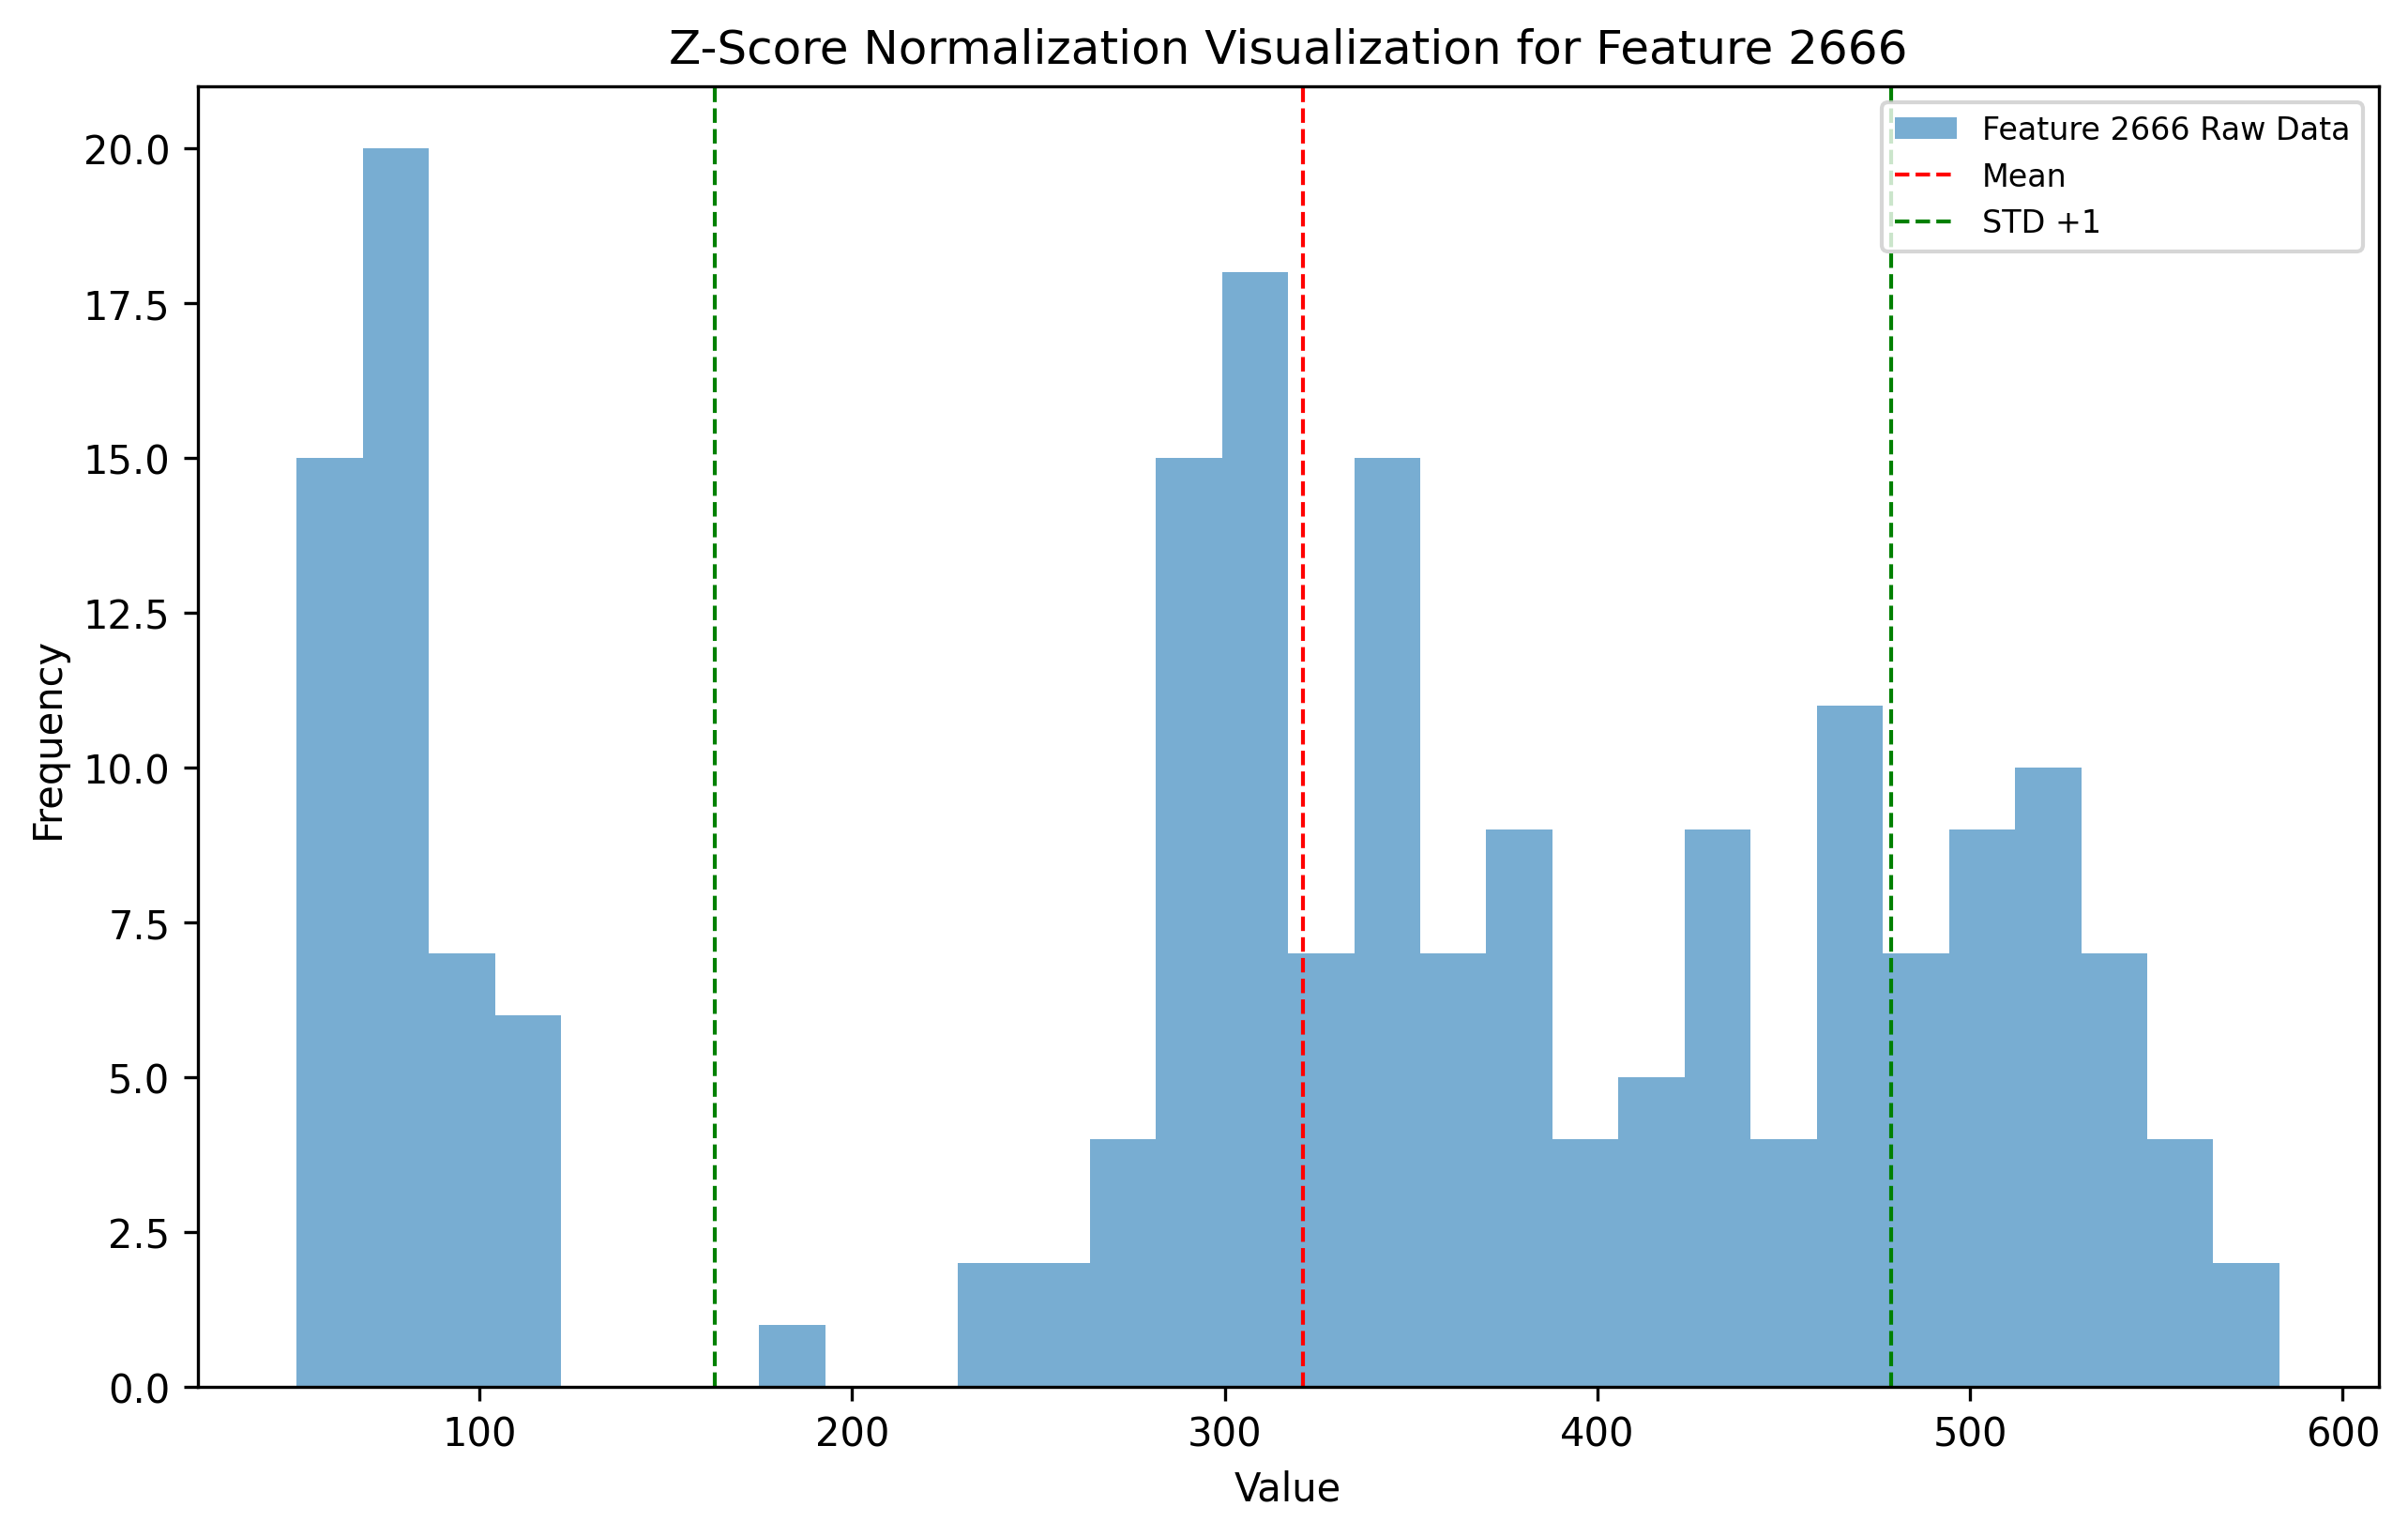 Z-Score Normalization Visualization for Feature 2666
Feature 2666 Raw Data
Mean
STD +1
20.0
17.5
15.0
12.5
10.0
7.5
5.0
2.5
0.0
Frequency
100 200 300 400 500 600
Value